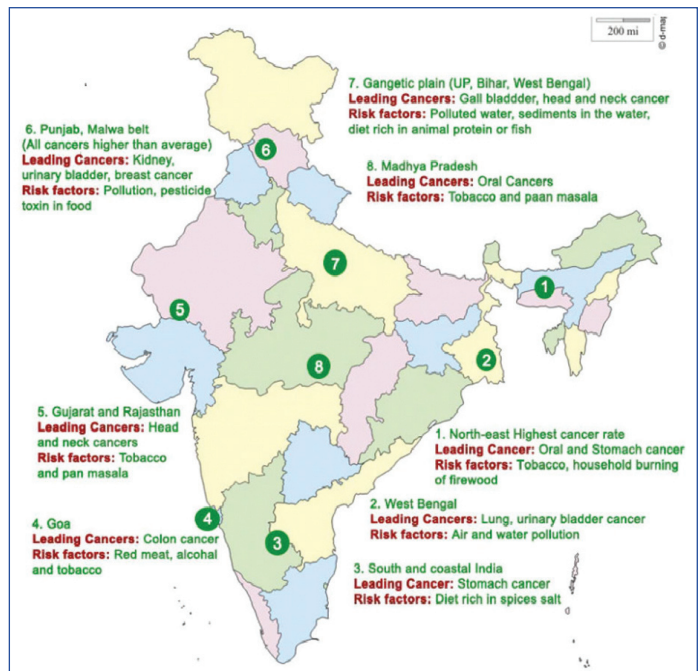 200 mi
© d-maj
7. Gangetic plain (UP, Bihar, West Bengal)
Leading Cancers: Gall bladdder, head and neck cancer
Risk factors: Polluted water, sediments in the water,
diet rich in animal protein or fish
6. Punjab, Malwa belt
(All cancers higher than average)
Leading Cancers: Kidney,
urinary bladder, breast cancer
Risk factors: Pollution, pesticide
toxin in food
8. Madhya Pradesh
Leading Cancers: Oral Cancers
Risk factors: Tobacco and paan masala
6
7
1
5
2
8
5. Gujarat and Rajasthan
Leading Cancers: Head
and neck cancers
Risk factors: Tobacco
and pan masala
1. North-east Highest cancer rate
Leading Cancer: Oral and Stomach cancer
Risk factors: Tobacco, household burning
of firewood
4
4. Goa
Leading Cancers: Colon cancer
Risk factors: Red meat, alcohal
and tobacco
2. West Bengal
Leading Cancers: Lung, urinary bladder cancer
Risk factors: Air and water pollution
3
3. South and coastal India
Leading Cancer: Stomach cancer
Risk factors: Diet rich in spices salt